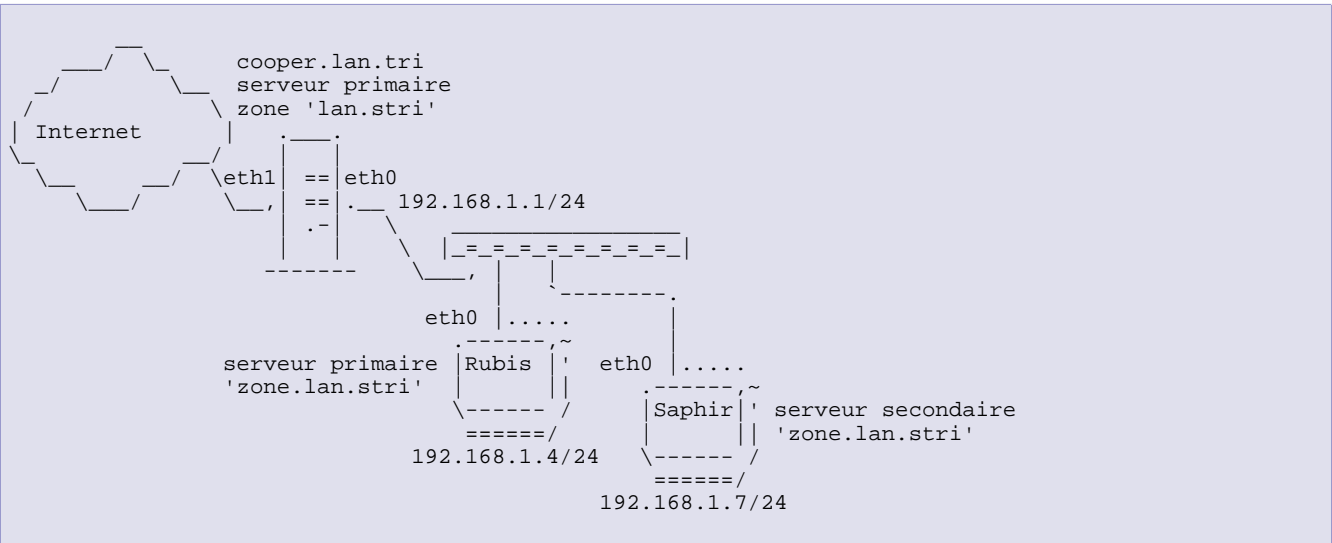 cooper.lan.tri
serveur primaire
zone 'lan.stri'
Internet
eth1 eth0
192.168.1.1/24
eth0
serveur primaire Rubis eth0
'zone.lan.stri'
Saphir serveur secondaire
'zone.lan.stri'
192.168.1.4/24
192.168.1.7/24